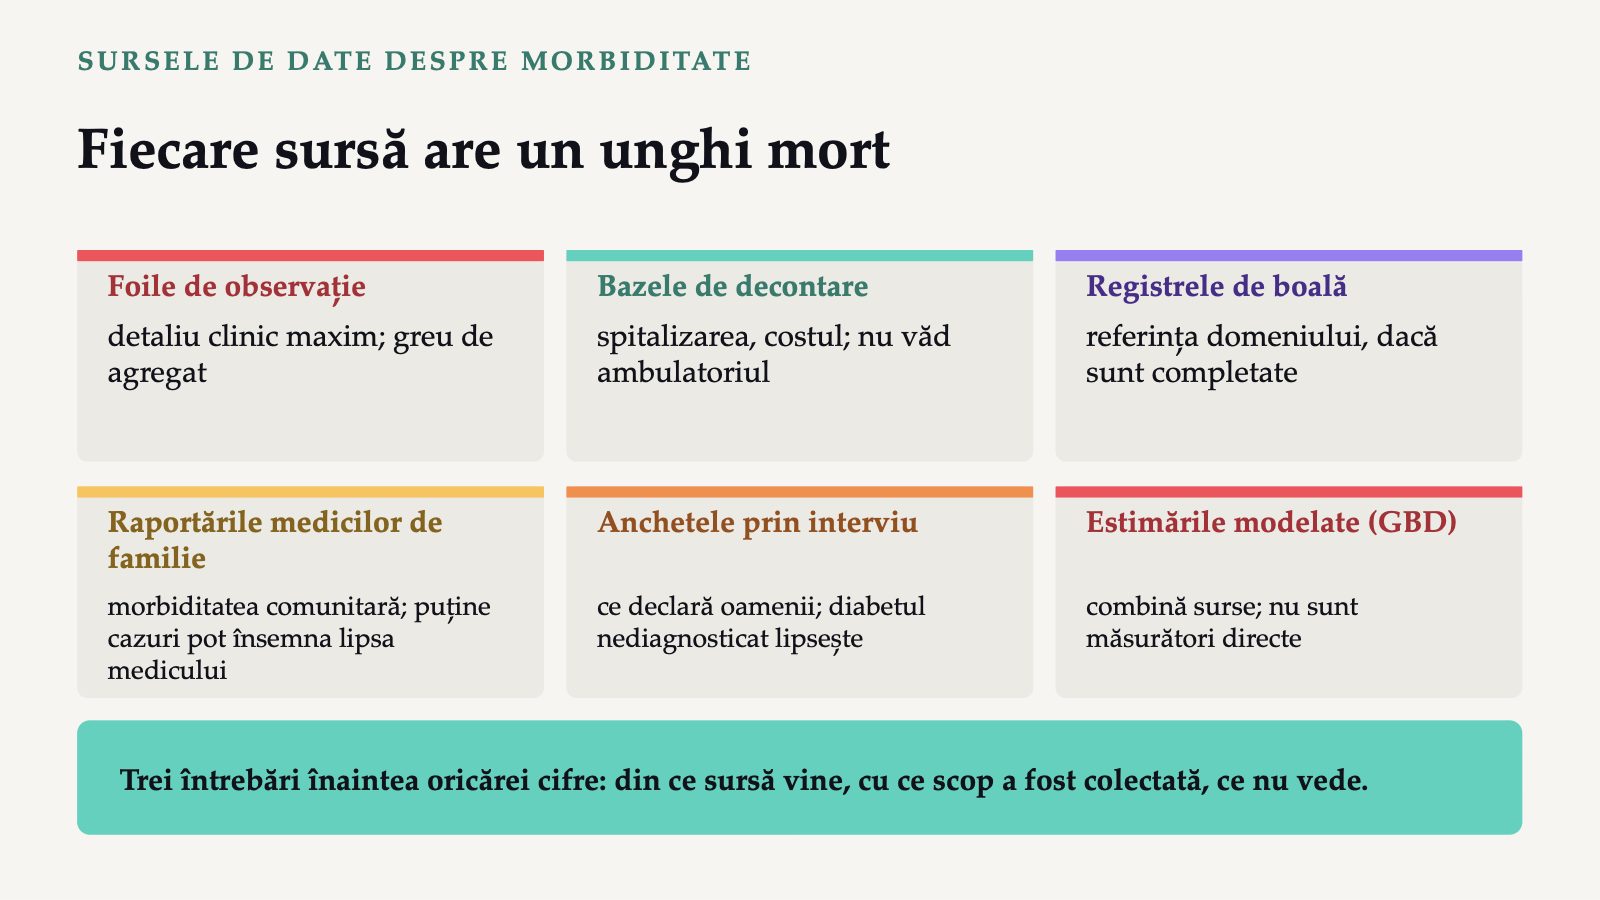 SURSELE DE DATE DESPRE MORBIDITATE
Fiecare sursă are un unghi mort
Foile de observație
detaliu clinic maxim; greu de
agregat
Bazele de decontare
spitalizarea, costul; nu văd
ambulatoriul
Registrele de boală
referința domeniului, dacă
sunt completate
Raportările medicilor de
familie
morbiditatea comunitară; puține
cazuri pot însemna lipsa
medicului
Anchetele prin interviu
ce declară oamenii; diabetul
nediagnosticat lipsește
Estimările modelate (GBD)
combină surse; nu sunt
măsurători directe
Trei întrebări înaintea oricărei cifre: din ce sursă vine, cu ce scop a fost colectată, ce nu vede.